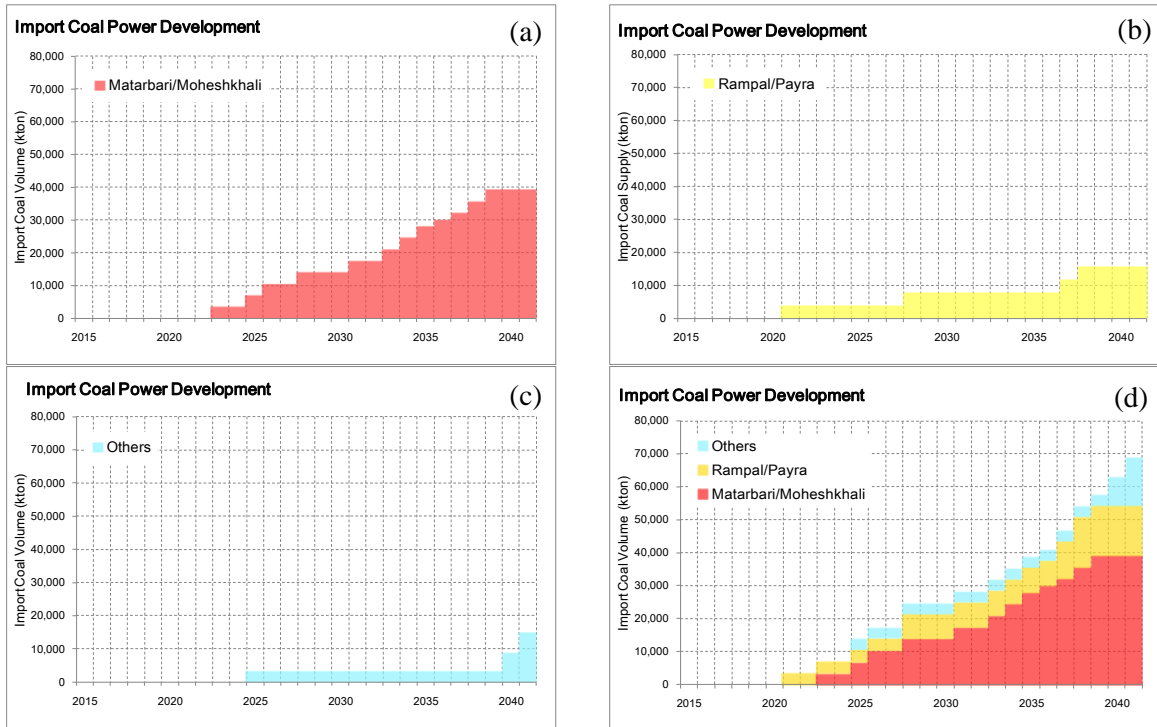 Import Coal Power Development
(a)
Import Coal Volume (kton)
80,000
70,000
60,000
50,000
40,000
30,000
20,000
10,000
0
Matarbari/Moheshkhali
2015 2020 2025 2030 2035 2040
Import Coal Power Development
(b)
Import Coal Supply (kton)
80,000
70,000
60,000
50,000
40,000
30,000
20,000
10,000
0
Rampal/Payra
2015 2020 2025 2030 2035 2040
Import Coal Power Development
(c)
Import Coal Volume (kton)
80,000
70,000
60,000
50,000
40,000
30,000
20,000
10,000
0
Others
2015 2020 2025 2030 2035 2040
Import Coal Power Development
(d)
Import Coal Volume (kton)
80,000
70,000
60,000
50,000
40,000
30,000
20,000
10,000
0
Others
Rampal/Payra
Matarbari/Moheshkhali
2015 2020 2025 2030 2035 2040